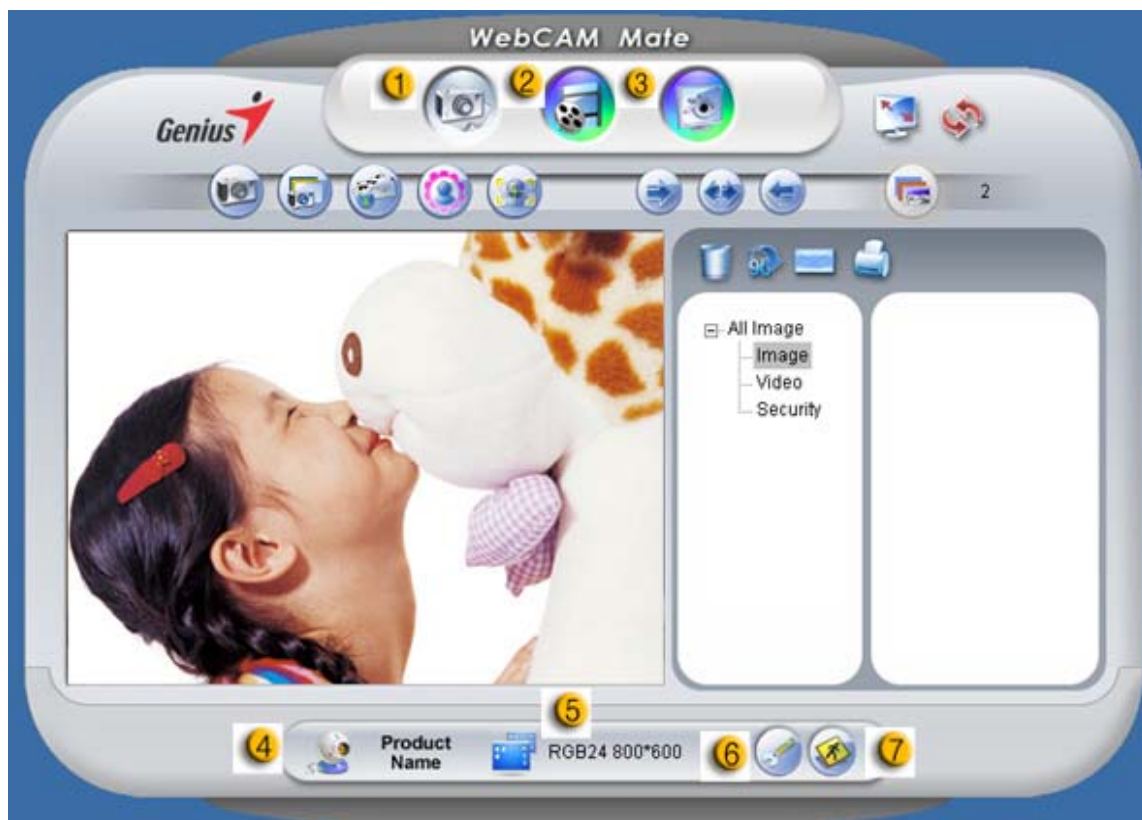 WebCAM Mate
1
2
3
Genius
2
90
All Image
Image
Video
Security
5
4
Product
Name
RGB24 800*600
6
7